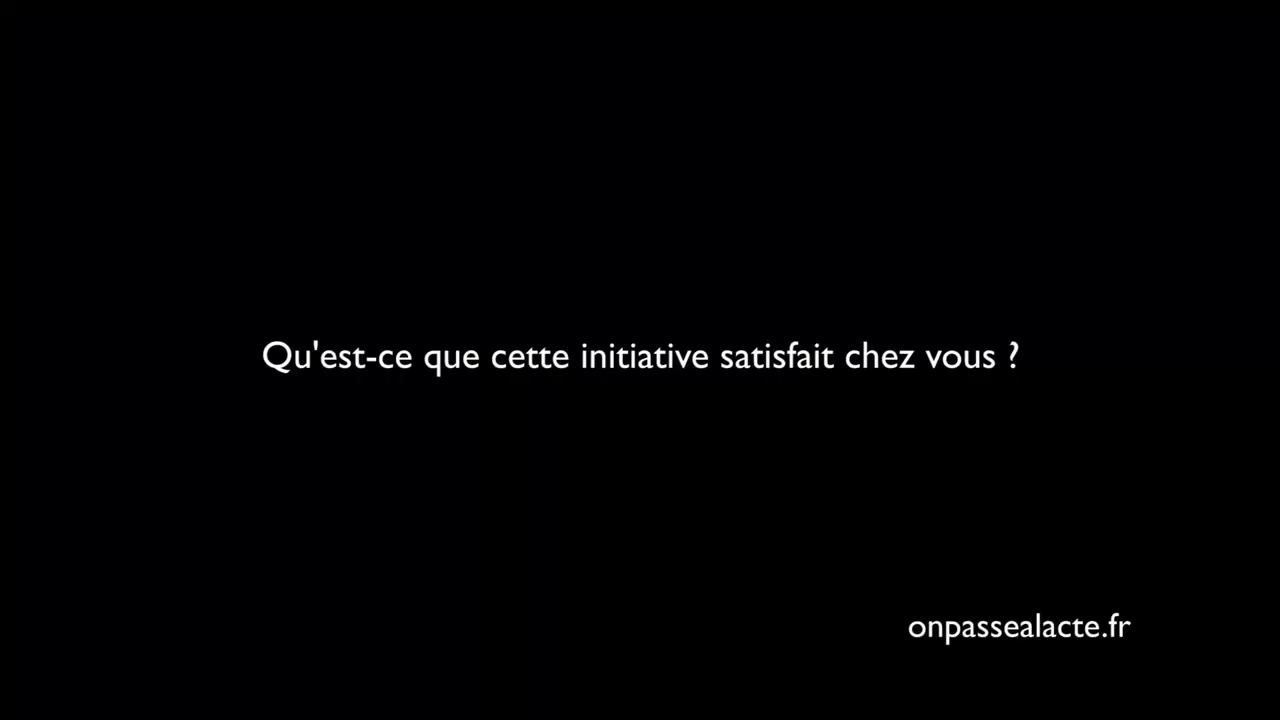 Qu'est-ce que cette initiative satisfait chez vous ?
onpassealacte.fr